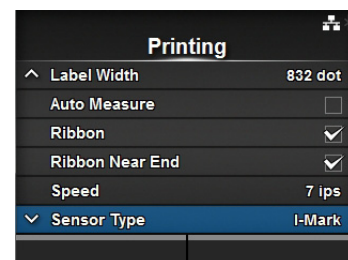 Printing
Label Width 832 dot
Auto Measure
Ribbon
Ribbon Near End
Speed 7 ips
Sensor Type I-Mark